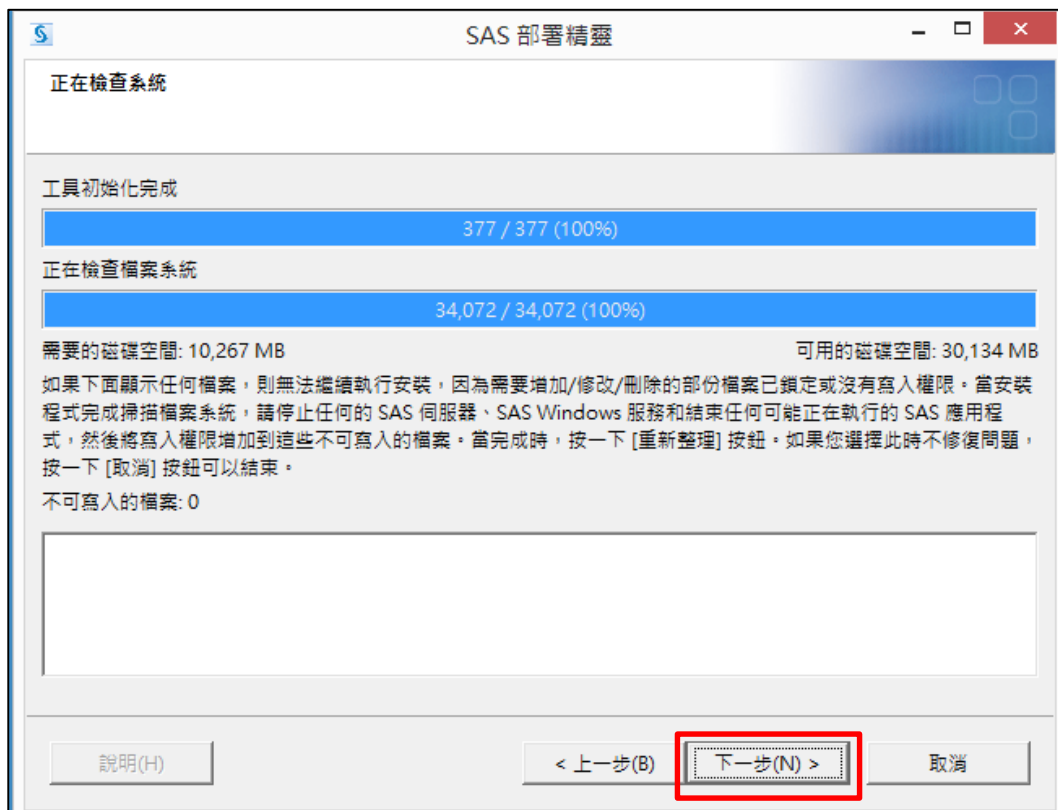 SAS 部署精靈
正在檢查系統
工具初始化完成
377 / 377 (100%)
正在檢查檔案系統
34,072 / 34,072 (100%)
需要的磁碟空間: 10,267 MB 可用的磁碟空間: 30,134 MB
如果下面顯示任何檔案，則無法繼續執行安裝，因為需要增加/修改/刪除的部份檔案已鎖定或沒有寫入權限。當安裝
程式完成掃描檔案系統，請停止任何的 SAS 伺服器、SAS Windows 服務和結束任何可能正在執行的 SAS 應用程
式，然後將寫入權限增加到這些不可寫入的檔案。當完成時，按一下 [重新整理] 按鈕。如果您選擇此時不修復問題，
按一下 [取消] 按鈕可以結束。
不可寫入的檔案: 0
說明(H) < 上一步(B) 下一步(N) > 取消